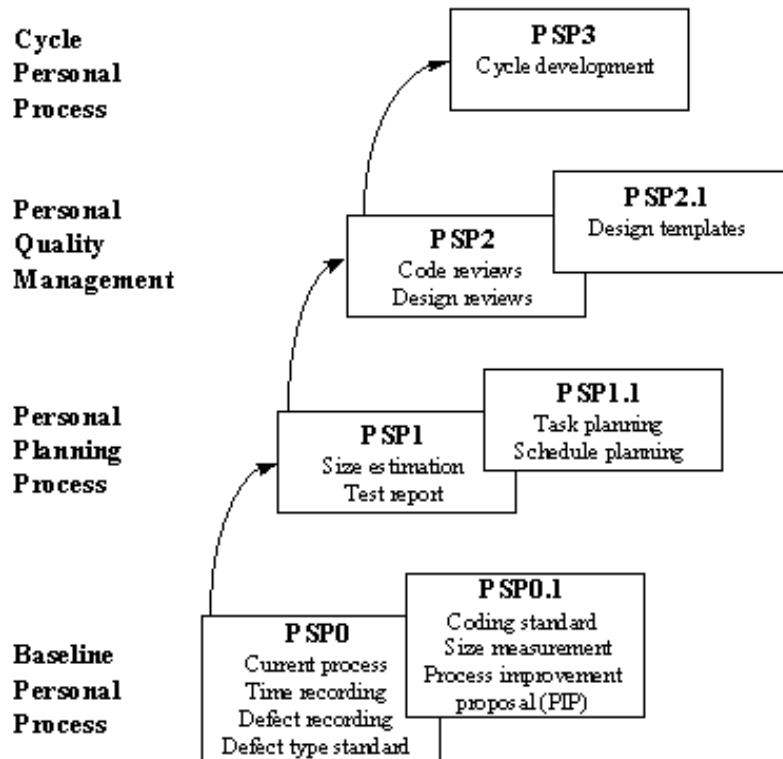 Cycle
Personal
Process
PSP3
Cycle development
Personal
Quality
Management
PSP2
Code reviews
Design reviews
PSP2.1
Design templates
Personal
Planning
Process
PSP1
Size estimation
Test report
PSP1.1
Task planning
Schedule planning
Baseline
Personal
Process
PSP0
Current process
Time recording
Defect recording
Defect type standard
PSP0.1
Coding standard
Size measurement
Process improvement
proposal (PIP)